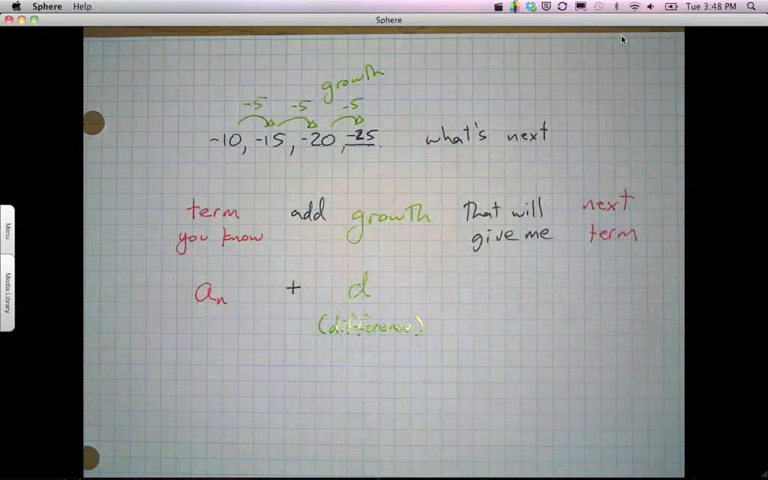 Sphere Help Tue 3:48 PM
Sphere
growth
-5 -5 -5
-10, -15, -20, -25. what's next
term add growth That will next
you know give me term
an + d
(difference)
Menu
Media Library